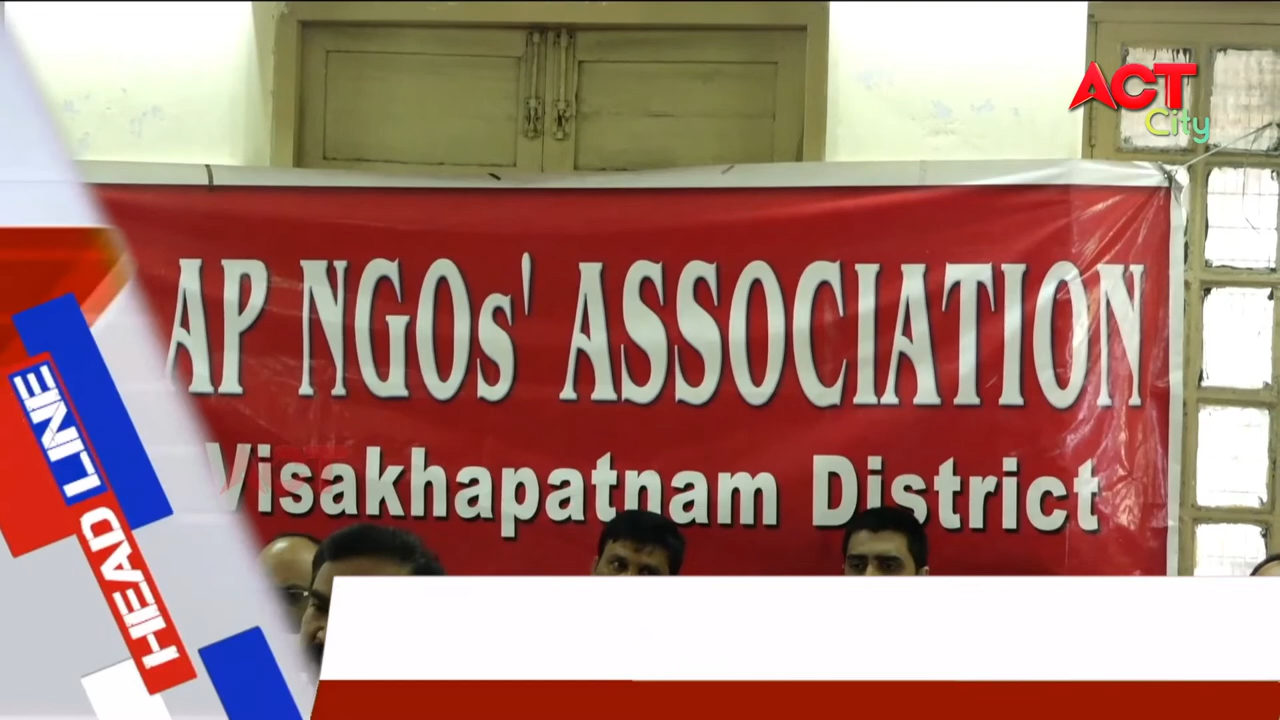 ACT
City
AP NGOs' ASSOCIATION
Visakhapatnam District
HEAD LINE